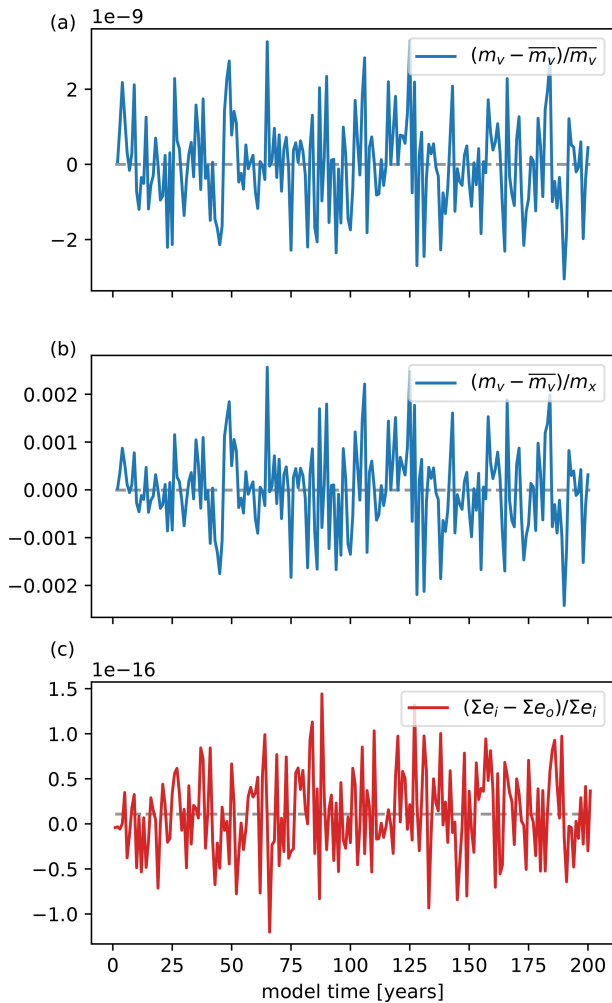 (a)
1e−9
(m_v − \overline{m_v})/\overline{m_v}
2
0
−2
(b)
(m_v − \overline{m_v})/m_x
0.002
0.001
0.000
−0.001
−0.002
(c)
1e−16
(Σe_i − Σe_o)/Σe_i
1.5
1.0
0.5
0.0
−0.5
−1.0
0 25 50 75 100 125 150 175 200
model time [years]